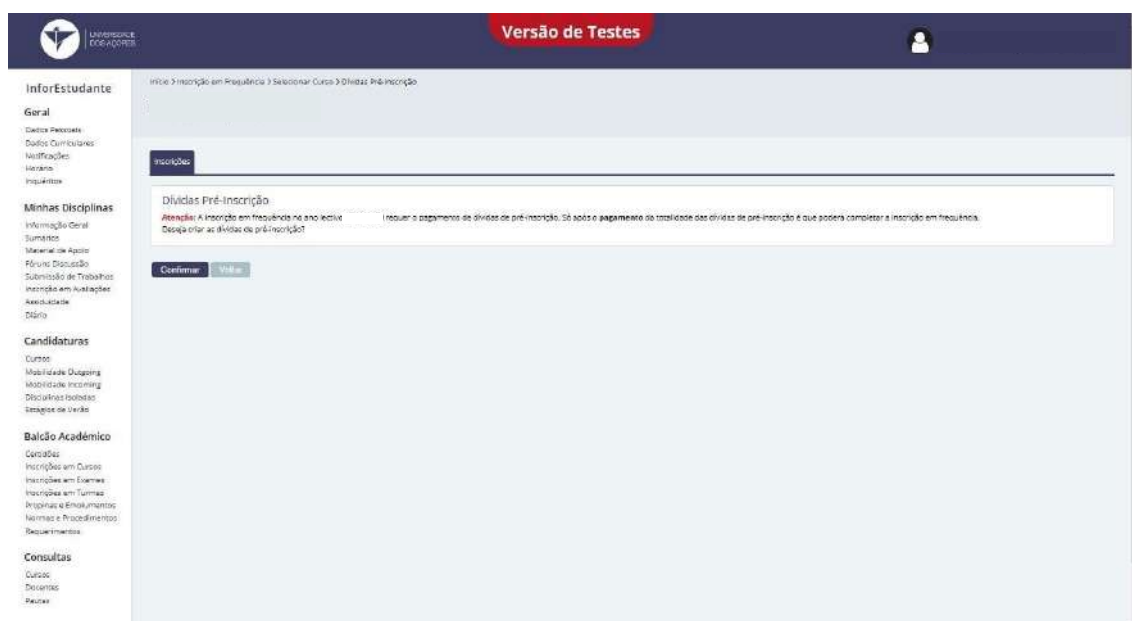 UNIVERSIDADE
DOS AÇORES
Versão de Testes
InforEstudante
Geral
Dados Pessoais
Dados Curriculares
Notificações
Horário
Inquéritos
Minhas Disciplinas
Informação Geral
Sumários
Material de Apoio
Fóruns Discussão
Submissão de Trabalhos
Inscrição em Avaliações
Assiduidade
Diário
Candidaturas
Cursos
Mobilidade Outgoing
Mobilidade Incoming
Disciplinas Isoladas
Estágios de Verão
Balcão Académico
Certidões
Inscrições em Cursos
Inscrições em Exames
Inscrições em Turmas
Propinas e Emolumentos
Normas e Procedimentos
Requerimentos
Consultas
Cursos
Docentes
Pautas
Início > Inscrição em Frequência > Selecionar Curso > Dívidas Pré-Inscrição
Inscrições
Dívidas Pré-Inscrição
Atenção: A inscrição em frequência no ano lectivo requer o pagamento de dívidas de pré-inscrição. Só após o pagamento da totalidade das dívidas de pré-inscrição é que poderá completar a inscrição em frequência.
Deseja criar as dívidas de pré-inscrição?
Confirmar Voltar